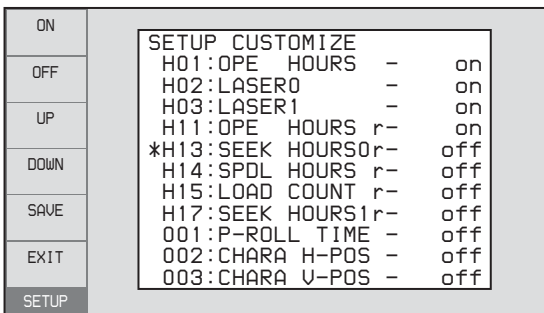 ON
OFF
UP
DOWN
SAVE
EXIT
SETUP
SETUP CUSTOMIZE
H01:OPE  HOURS  -    on
H02:LASER0      -    on
H03:LASER1      -    on
H11:OPE  HOURS r-    on
*H13:SEEK HOURS0r-   off
H14:SPDL HOURS r-   off
H15:LOAD COUNT r-   off
H17:SEEK HOURS1r-   off
001:P-ROLL TIME -   off
002:CHARA H-POS -   off
003:CHARA V-POS -   off